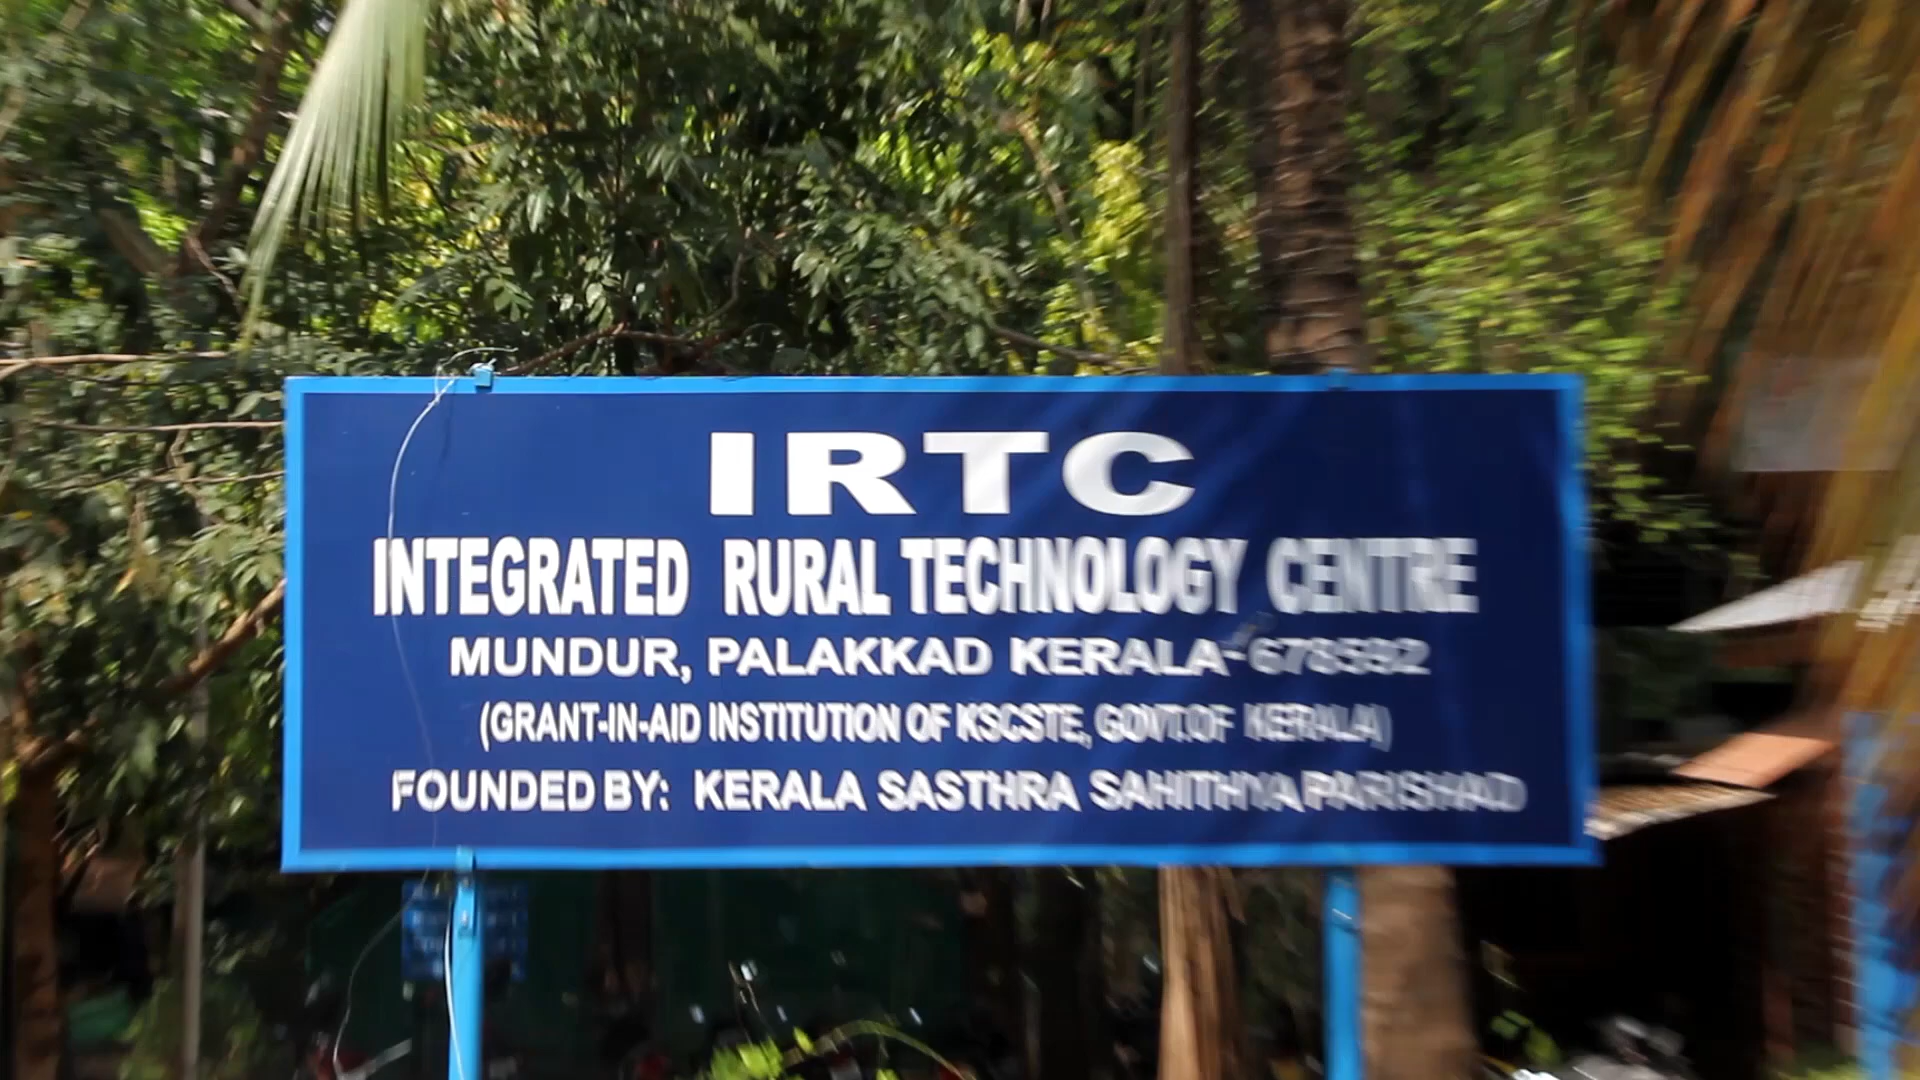 IRTC
INTEGRATED RURAL TECHNOLOGY CENTRE
MUNDUR, PALAKKAD KERALA-678592
(GRANT-IN-AID INSTITUTION OF KSCSTE, GOVT.OF KERALA)
FOUNDED BY: KERALA SASTHRA SAHITHYA PARISHAD